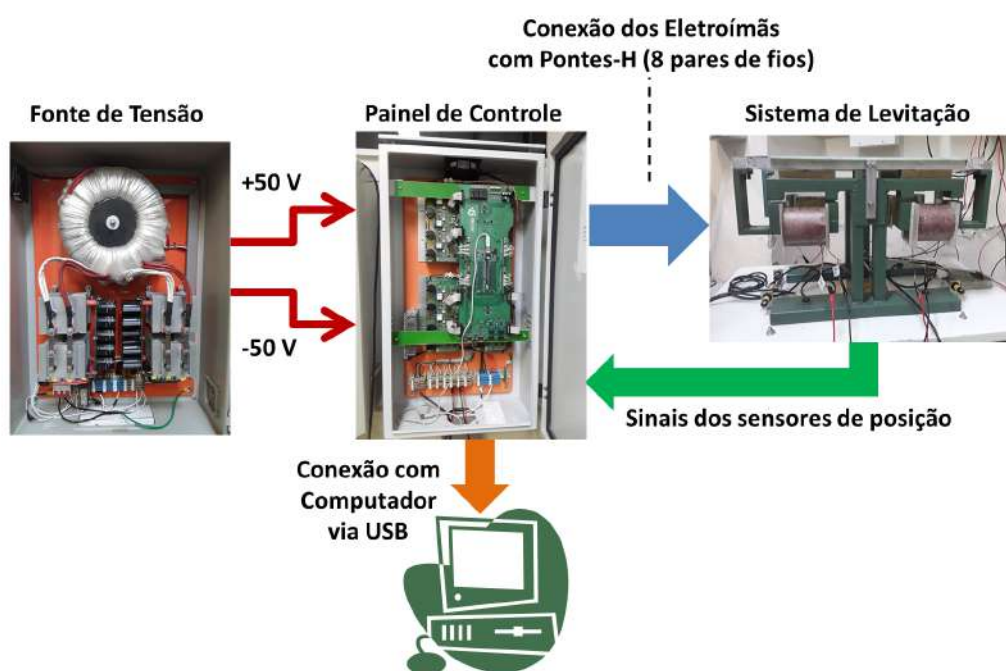 Conexão dos Eletroímãs
com Pontes-H (8 pares de fios)
Fonte de Tensão
Painel de Controle
Sistema de Levitação
+50 V
-50 V
Sinais dos sensores de posição
Conexão com
Computador
via USB